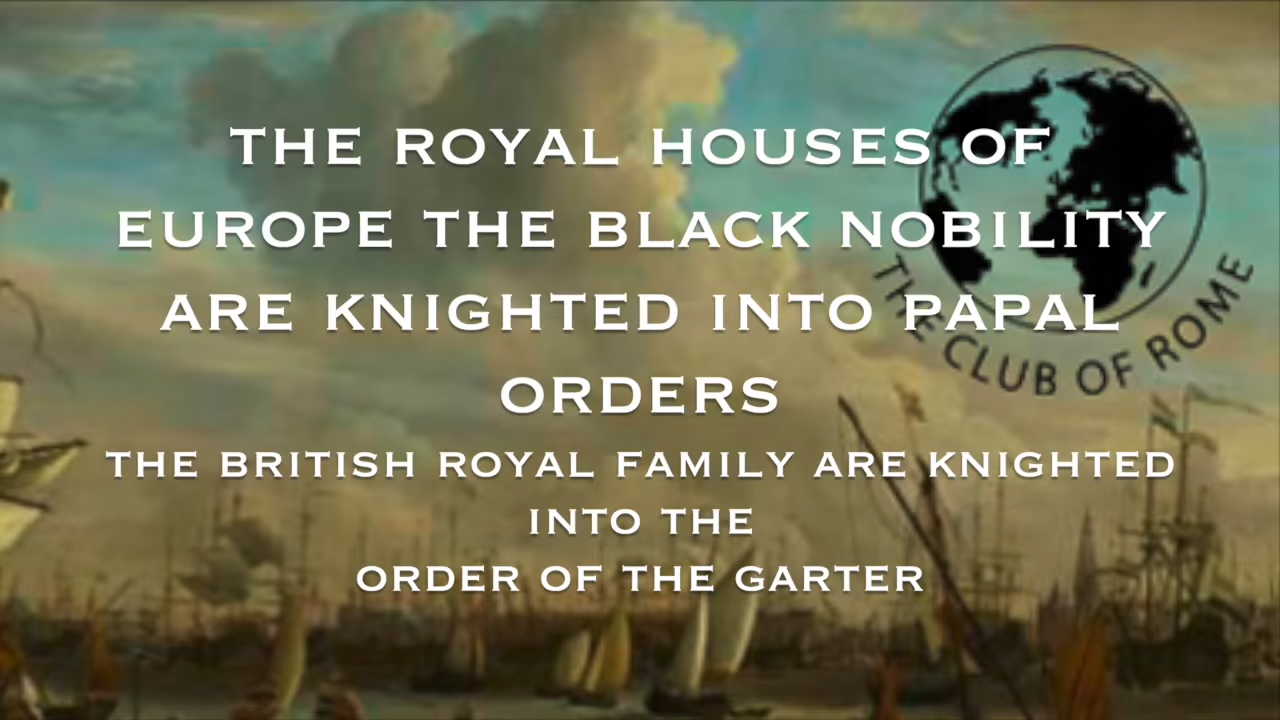 THE ROYAL HOUSES OF
EUROPE THE BLACK NOBILITY
ARE KNIGHTED INTO PAPAL
ORDERS
THE BRITISH ROYAL FAMILY ARE KNIGHTED
INTO THE
ORDER OF THE GARTER
THE CLUB OF ROME